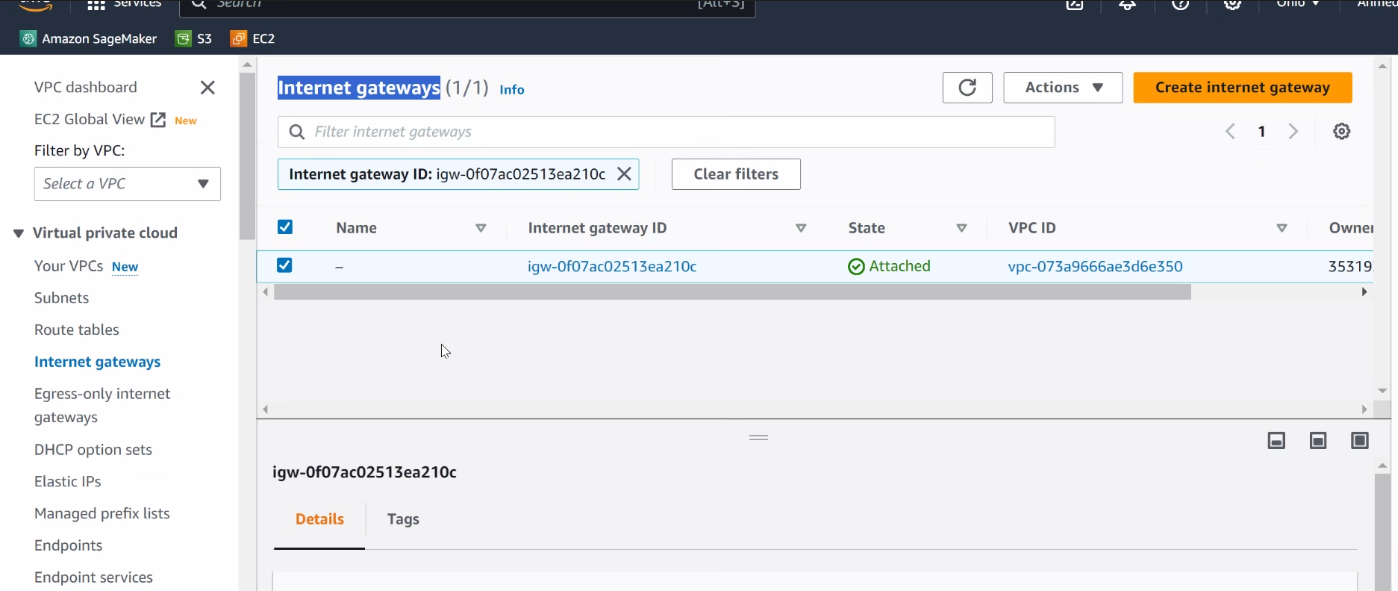 Services
Search
[Alt+S]
Ohio
Ahmed
Amazon SageMaker
S3
EC2
VPC dashboard
EC2 Global View
New
Filter by VPC:
Select a VPC
Virtual private cloud
Your VPCs New
Subnets
Route tables
Internet gateways
Egress-only internet
gateways
DHCP option sets
Elastic IPs
Managed prefix lists
Endpoints
Endpoint services
Internet gateways (1/1) Info
Actions
Create internet gateway
Filter internet gateways
1
Internet gateway ID: igw-0f07ac02513ea210c
Clear filters
Name
Internet gateway ID
State
VPC ID
Owner
–
igw-0f07ac02513ea210c
Attached
vpc-073a9666ae3d6e350
35319
igw-0f07ac02513ea210c
Details
Tags